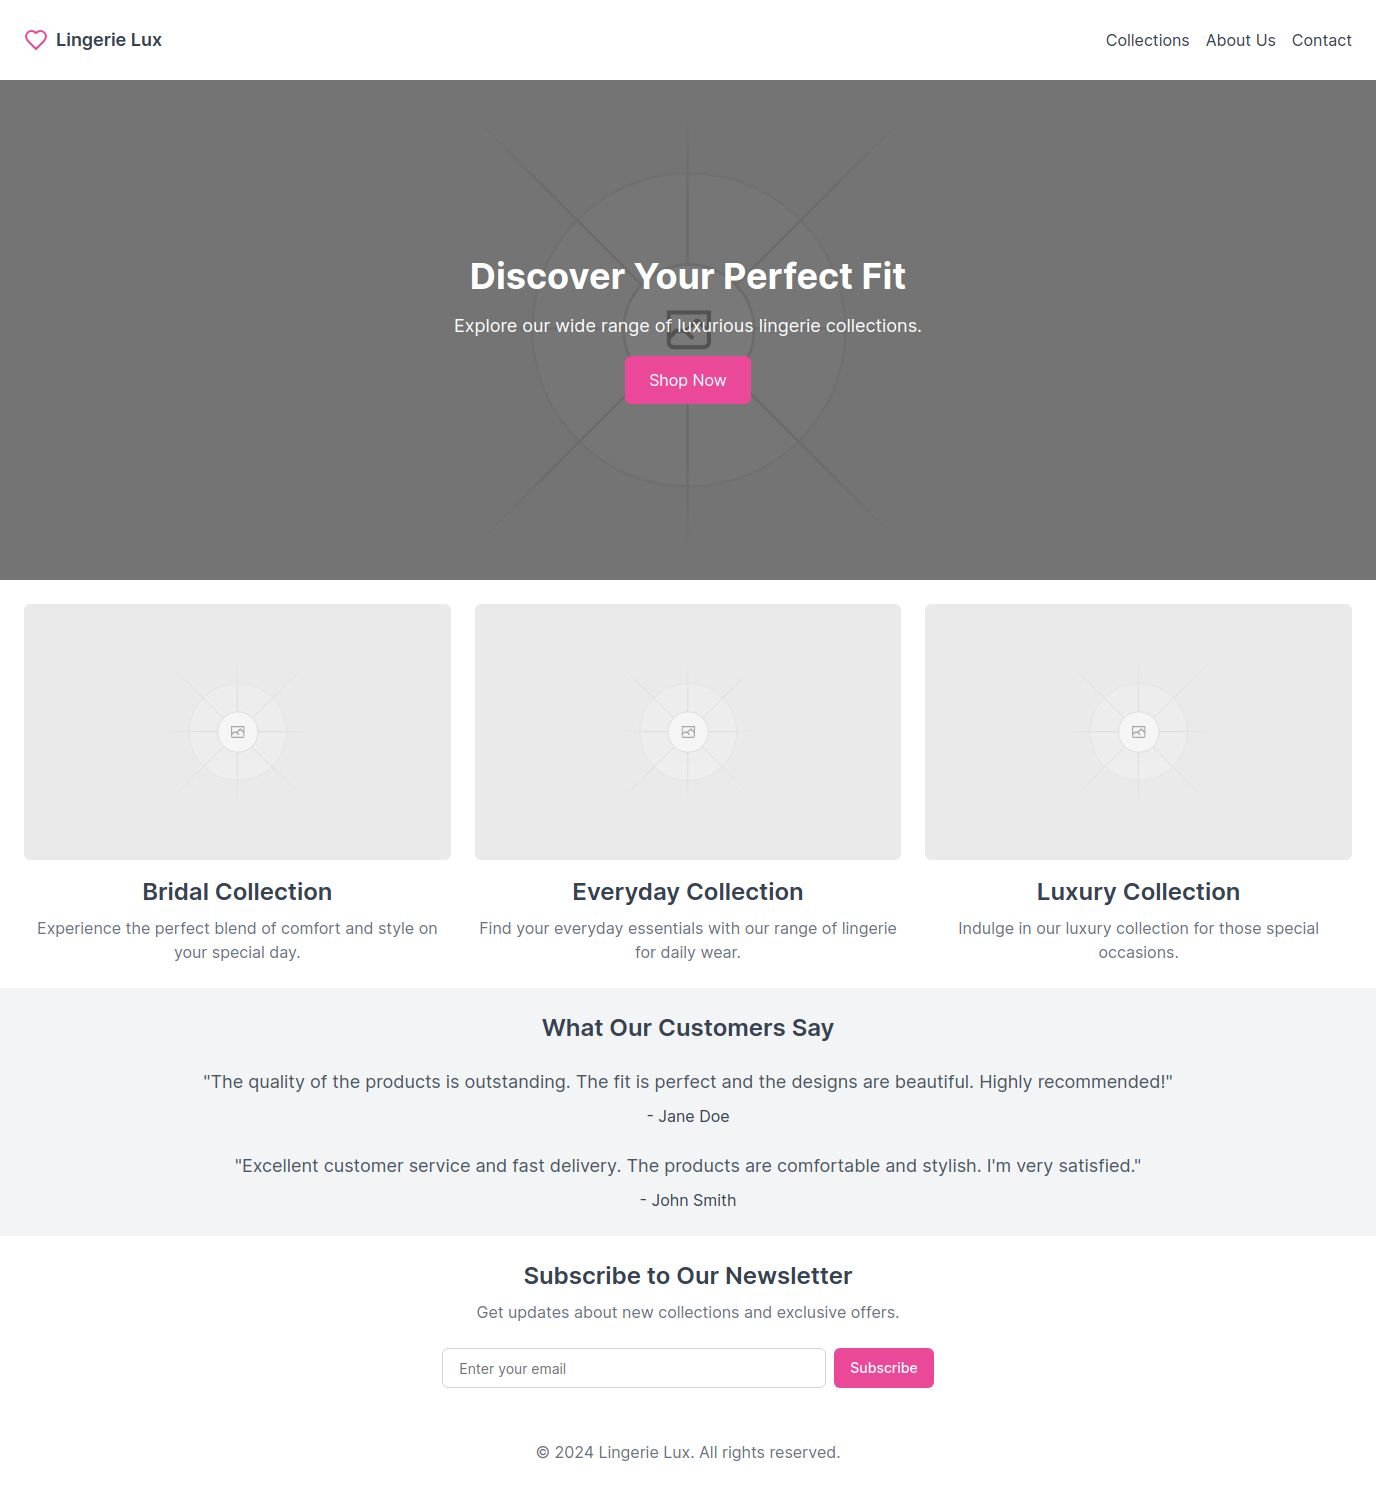 Lingerie Lux
Collections About Us Contact
Discover Your Perfect Fit
Explore our wide range of luxurious lingerie collections.
Shop Now
Bridal Collection
Experience the perfect blend of comfort and style on
your special day.
Everyday Collection
Find your everyday essentials with our range of lingerie
for daily wear.
Luxury Collection
Indulge in our luxury collection for those special
occasions.
What Our Customers Say
"The quality of the products is outstanding. The fit is perfect and the designs are beautiful. Highly recommended!"
- Jane Doe
"Excellent customer service and fast delivery. The products are comfortable and stylish. I'm very satisfied."
- John Smith
Subscribe to Our Newsletter
Get updates about new collections and exclusive offers.
Enter your email
Subscribe
© 2024 Lingerie Lux. All rights reserved.